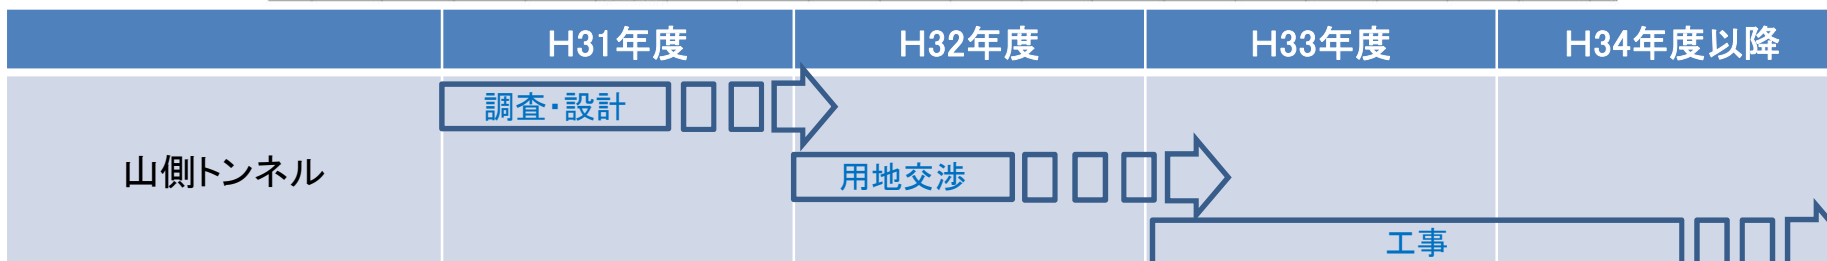 H31年度
H32年度
H33年度
H34年度以降
山側トンネル
調査・設計
用地交渉
工事